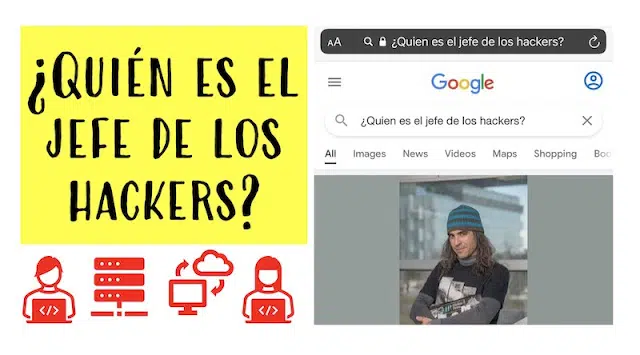 ¿QUIÉN ES EL
JEFE DE LOS
HACKERS?
</>
</>
AA ¿Quien es el jefe de los hackers?
Google
¿Quien es el jefe de los hackers?
All Images News Videos Maps Shopping Boo